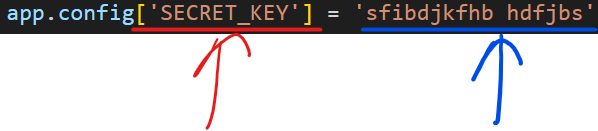 app.config['SECRET_KEY'] = 'sfibdjkfhb hdfjbs'